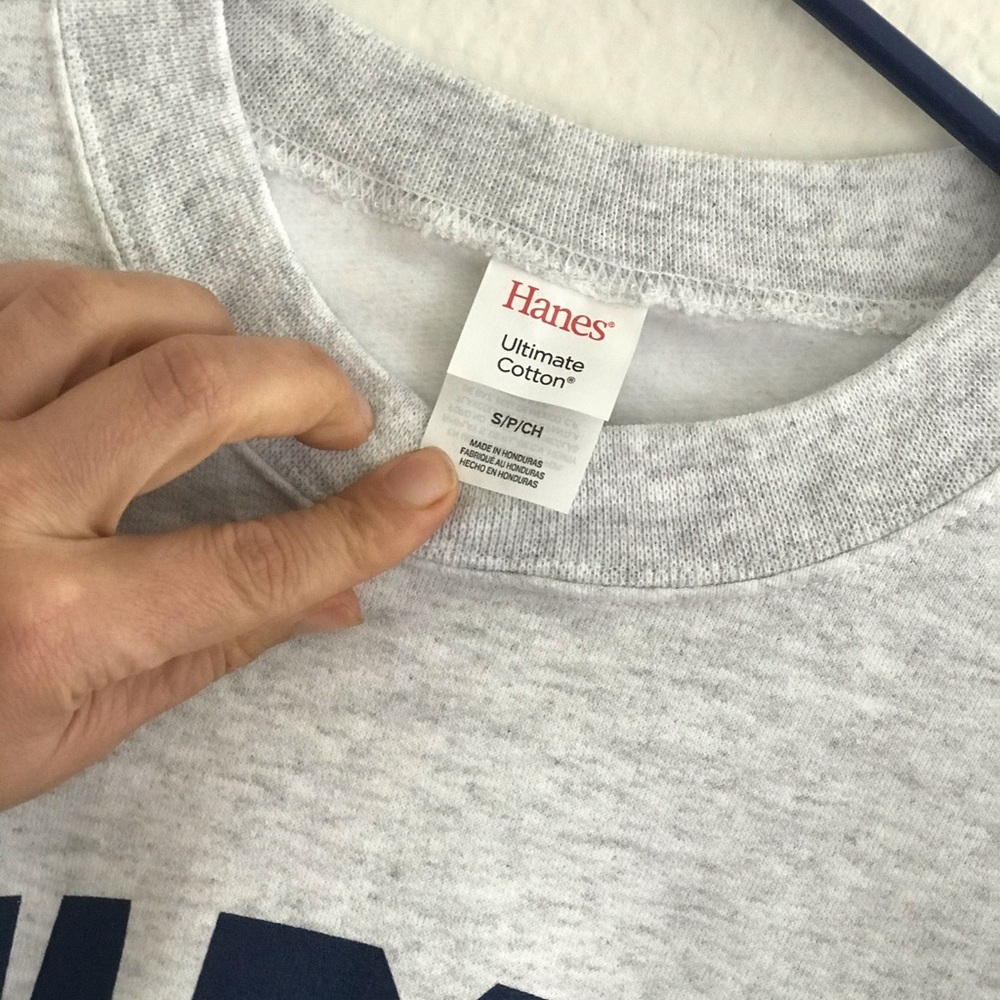 Hanes®
Ultimate
Cotton®
S/P/CH
MADE IN HONDURAS
FABRIQUÉ AU HONDURAS
HECHO EN HONDURAS